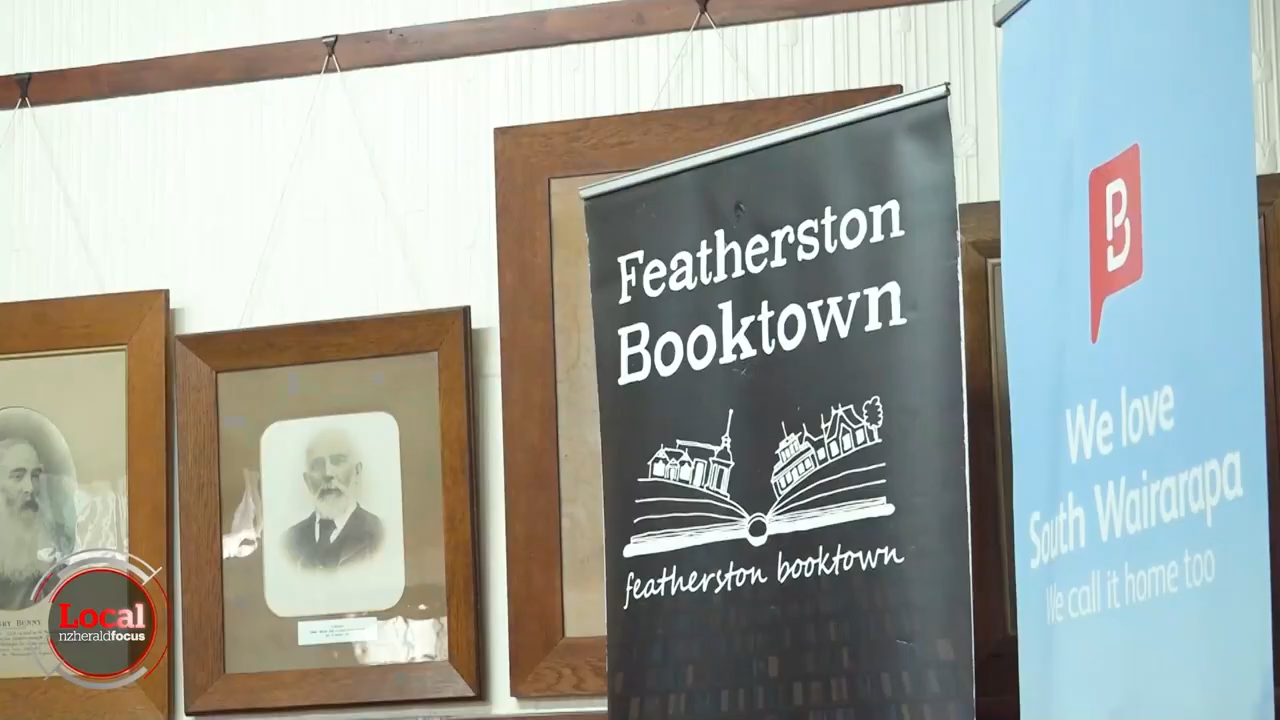 Featherston
Booktown
featherston booktown
B
We love
South Wairarapa
We call it home too
Local
nzheraldfocus